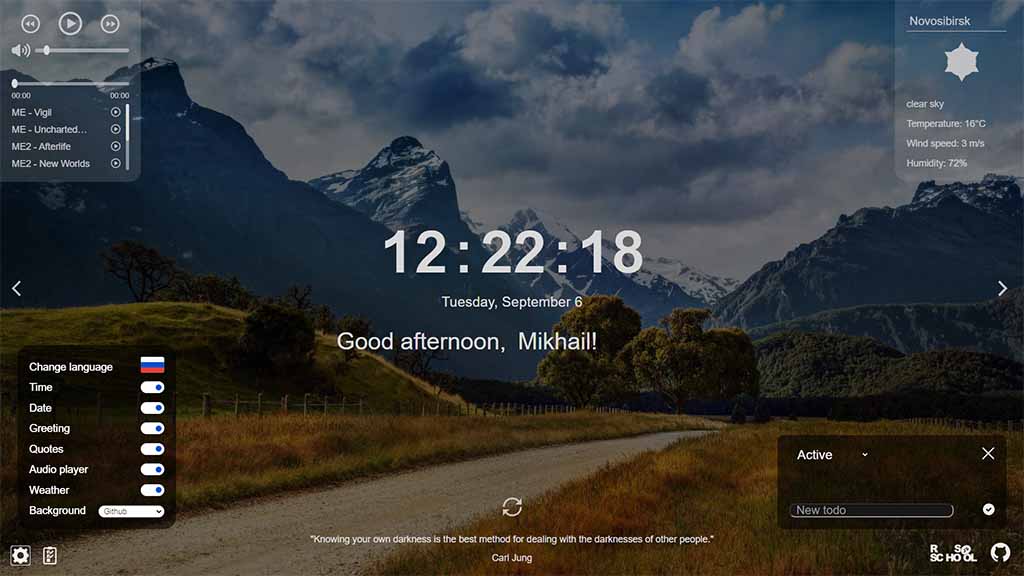 00:00 00:00
ME - Vigil
ME - Uncharted...
ME2 - Afterlife
ME2 - New Worlds
Novosibirsk
clear sky
Temperature: 16°C
Wind speed: 3 m/s
Humidity: 72%
12:22:18
Tuesday, September 6
Good afternoon, Mikhail!
Change language
Time
Date
Greeting
Quotes
Audio player
Weather
Background Github
Active
New todo
"Knowing your own darkness is the best method for dealing with the darknesses of other people."
Carl Jung
R S
SCHOOL